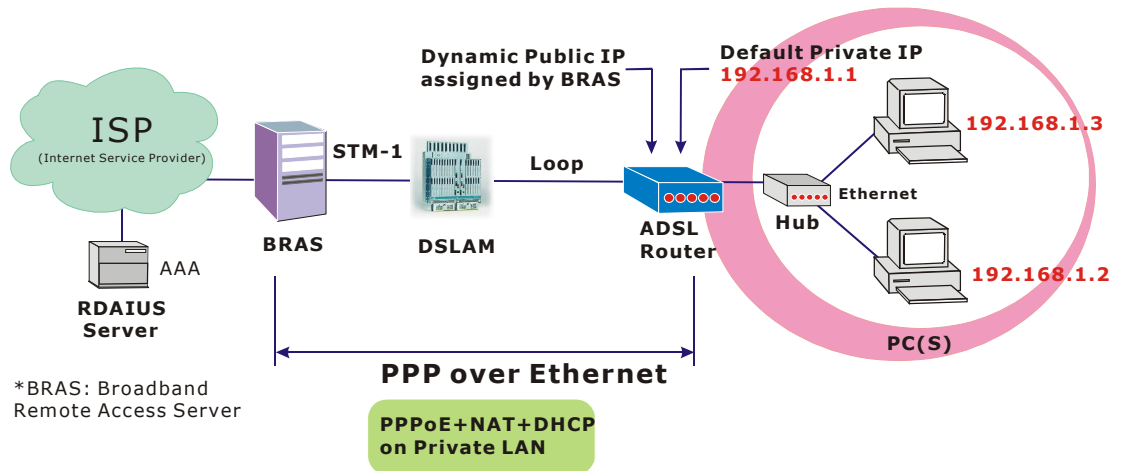 Dynamic Public IP
assigned by BRAS
Default Private IP
192.168.1.1
ISP
(Internet Service Provider)
STM-1
Loop
192.168.1.3
Ethernet
Hub
BRAS
DSLAM
ADSL
Router
AAA
RDAIUS
Server
192.168.1.2
PC(S)
PPP over Ethernet
*BRAS: Broadband
Remote Access Server
PPPoE+NAT+DHCP
on Private LAN